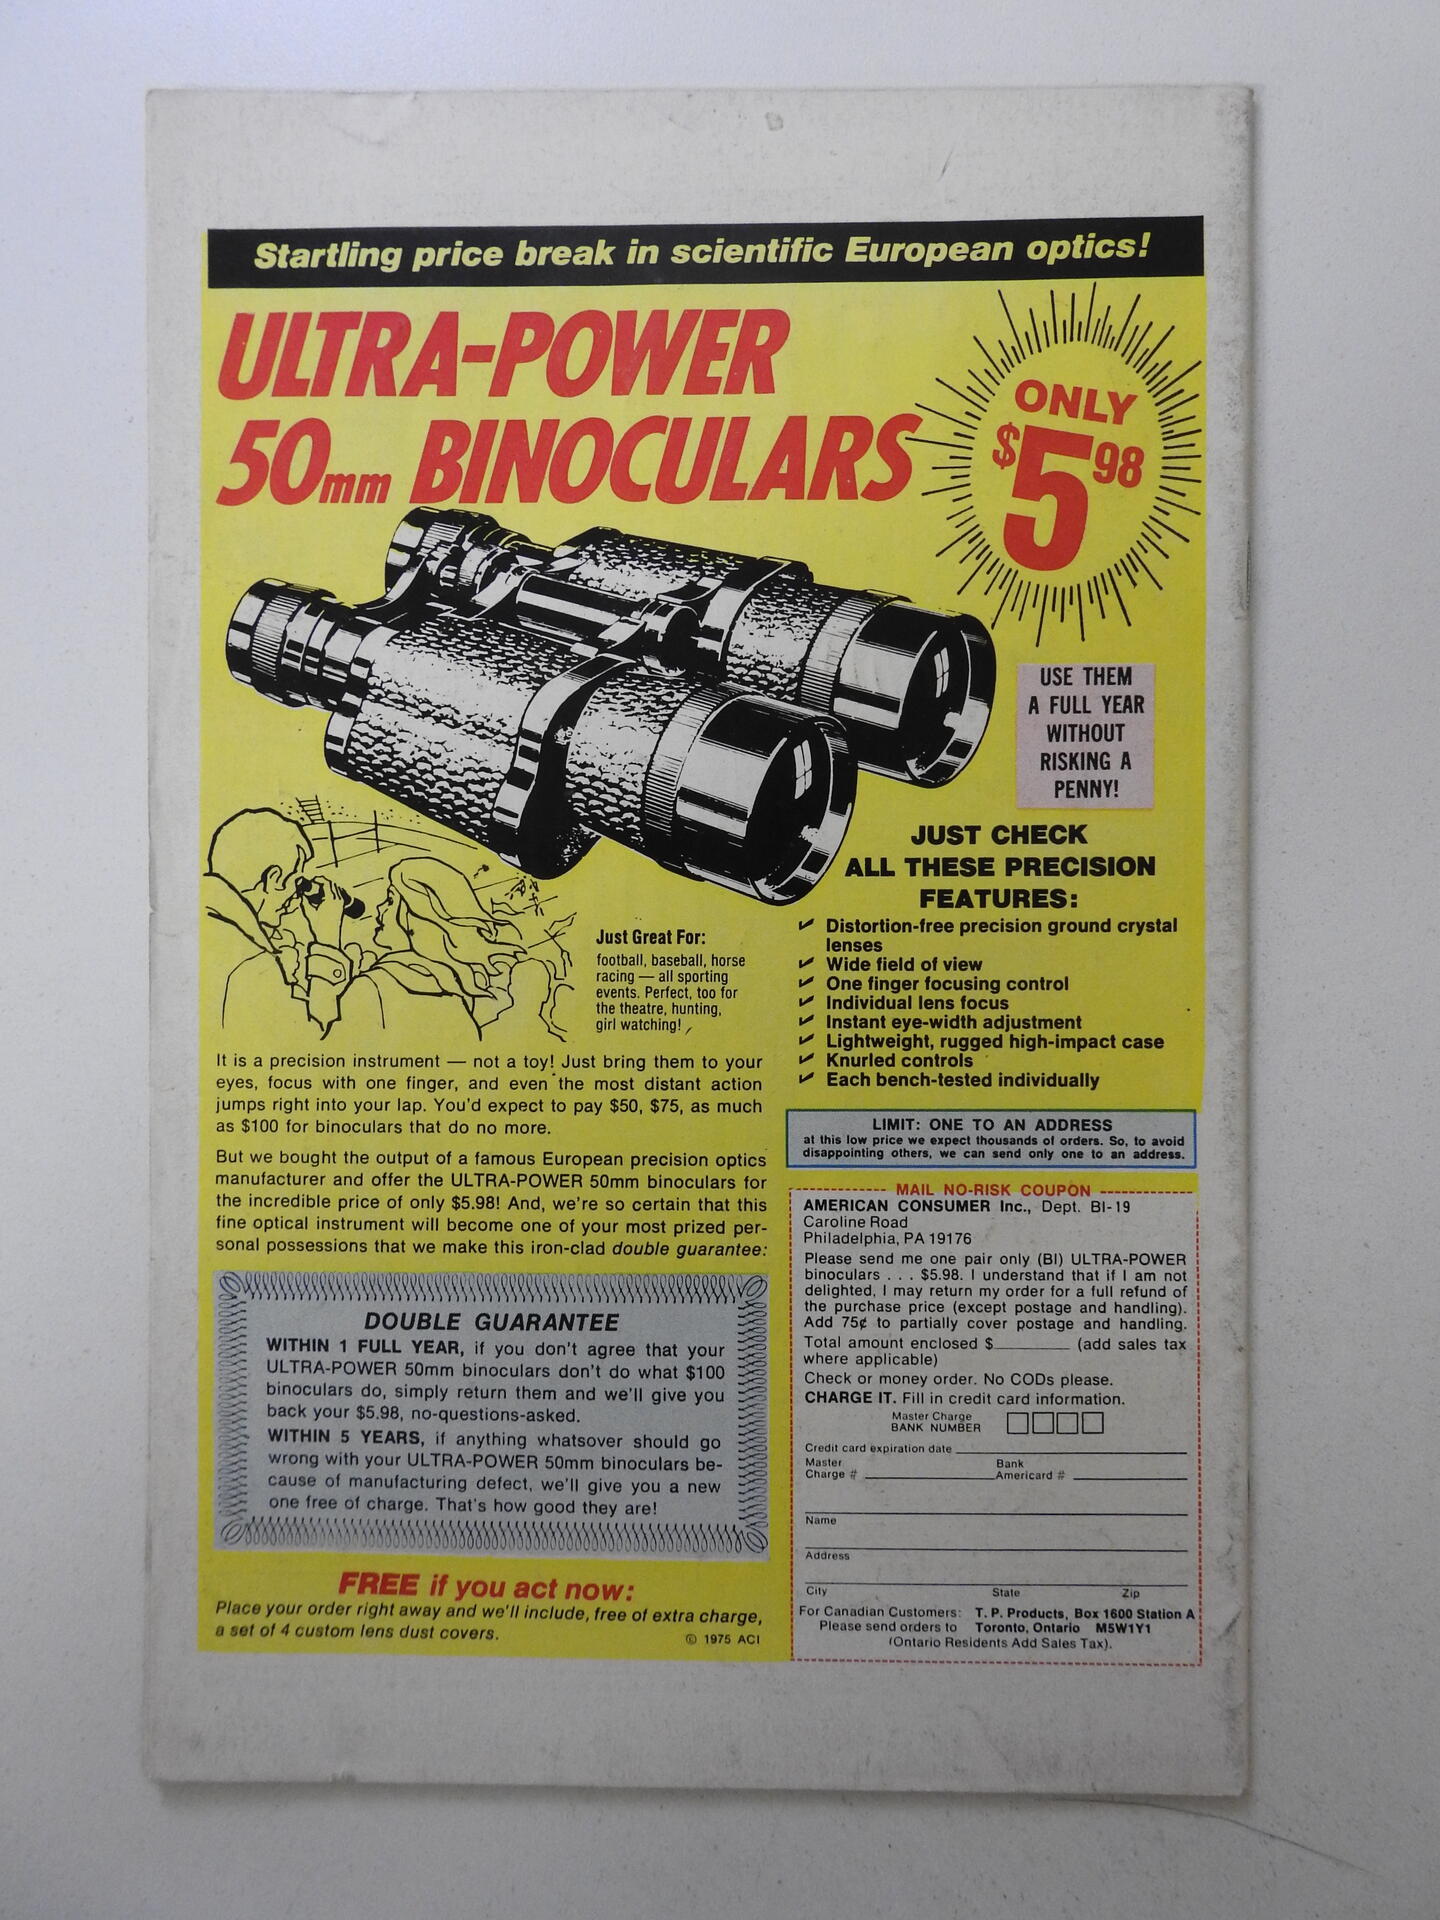 Startling price break in scientific European optics!
ULTRA-POWER
50mm BINOCULARS
ONLY
$5 98
USE THEM
A FULL YEAR
WITHOUT
RISKING A
PENNY!
JUST CHECK
ALL THESE PRECISION
FEATURES:
Distortion-free precision ground crystal
lenses
Wide field of view
One finger focusing control
Individual lens focus
Instant eye-width adjustment
Lightweight, rugged high-impact case
Knurled controls
Each bench-tested individually
Just Great For:
football, baseball, horse
racing — all sporting
events. Perfect, too for
the theatre, hunting,
girl watching!
It is a precision instrument — not a toy! Just bring them to your
eyes, focus with one finger, and even the most distant action
jumps right into your lap. You'd expect to pay $50, $75, as much
as $100 for binoculars that do no more.
But we bought the output of a famous European precision optics
manufacturer and offer the ULTRA-POWER 50mm binoculars for
the incredible price of only $5.98! And, we're so certain that this
fine optical instrument will become one of your most prized per-
sonal possessions that we make this iron-clad double guarantee:
DOUBLE GUARANTEE
WITHIN 1 FULL YEAR, if you don't agree that your
ULTRA-POWER 50mm binoculars don't do what $100
binoculars do, simply return them and we'll give you
back your $5.98, no-questions-asked.
WITHIN 5 YEARS, if anything whatsover should go
wrong with your ULTRA-POWER 50mm binoculars be-
cause of manufacturing defect, we'll give you a new
one free of charge. That's how good they are!
FREE if you act now:
Place your order right away and we'll include, free of extra charge,
a set of 4 custom lens dust covers.
© 1975 ACI
LIMIT: ONE TO AN ADDRESS
at this low price we expect thousands of orders. So, to avoid
disappointing others, we can send only one to an address.
MAIL NO-RISK COUPON
AMERICAN CONSUMER Inc., Dept. BI-19
Caroline Road
Philadelphia, PA 19176
Please send me one pair only (BI) ULTRA-POWER
binoculars . . . $5.98. I understand that if I am not
delighted, I may return my order for a full refund of
the purchase price (except postage and handling).
Add 75¢ to partially cover postage and handling.
Total amount enclosed $________ (add sales tax
where applicable)
Check or money order. No CODs please.
CHARGE IT. Fill in credit card information.
Master Charge
BANK NUMBER
Credit card expiration date
Master Bank
Charge # Americard #
Name
Address
City State Zip
For Canadian Customers: T. P. Products, Box 1600 Station A
Please send orders to Toronto, Ontario M5W1Y1
(Ontario Residents Add Sales Tax).